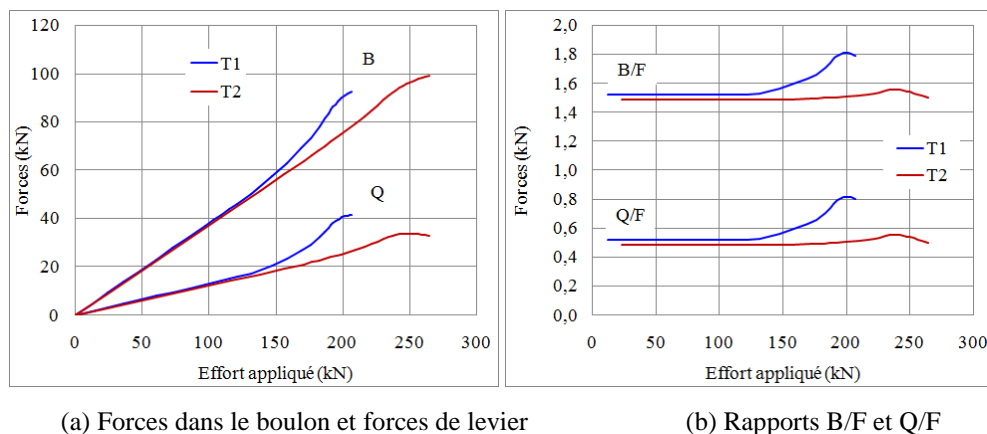 120
100
80
60
40
20
0
Forces (kN)
T1
T2
B
Q
0 50 100 150 200 250 300
Effort appliqué (kN)
2,0
1,8
1,6
1,4
1,2
1,0
0,8
0,6
0,4
0,2
0,0
Forces (kN)
B/F
T1
T2
Q/F
0 50 100 150 200 250 300
Effort appliqué (kN)
(a) Forces dans le boulon et forces de levier
(b) Rapports B/F et Q/F